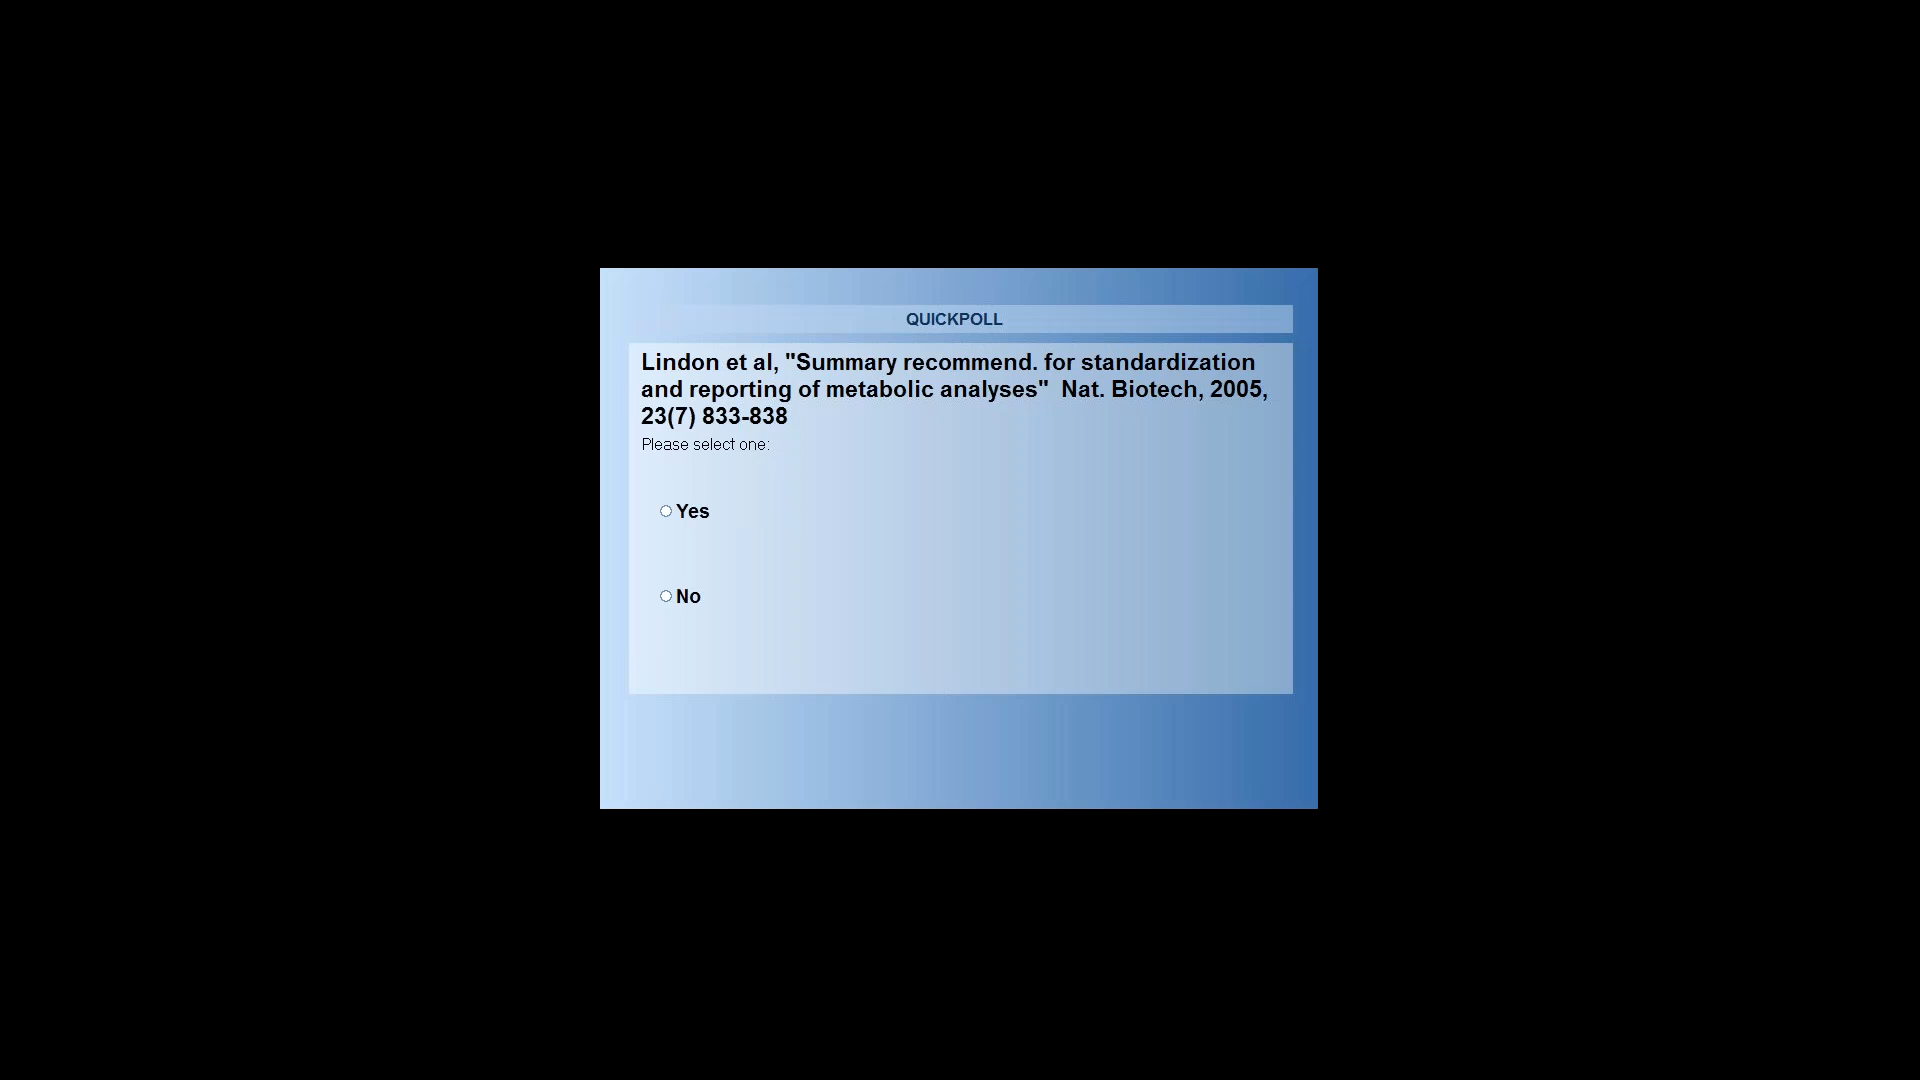 QUICKPOLL
Lindon et al, "Summary recommend. for standardization
and reporting of metabolic analyses"  Nat. Biotech, 2005,
23(7) 833-838
Please select one:
Yes
No